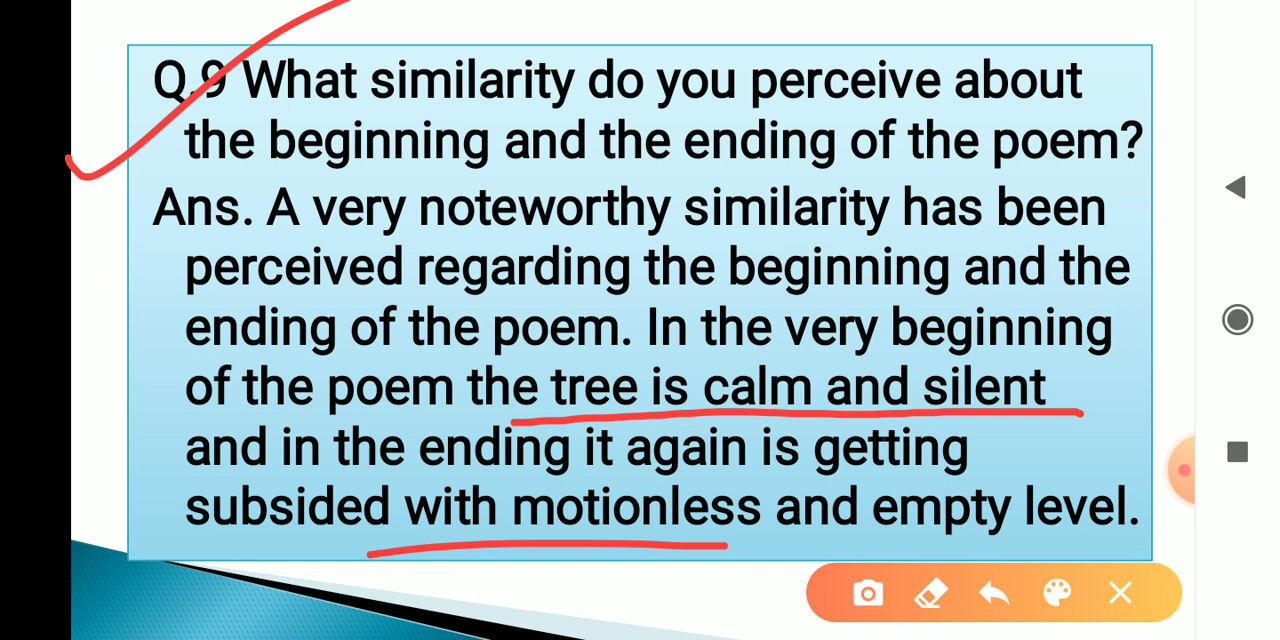 Q.9 What similarity do you perceive about
the beginning and the ending of the poem?
Ans. A very noteworthy similarity has been
perceived regarding the beginning and the
ending of the poem. In the very beginning
of the poem the tree is calm and silent
and in the ending it again is getting
subsided with motionless and empty level.